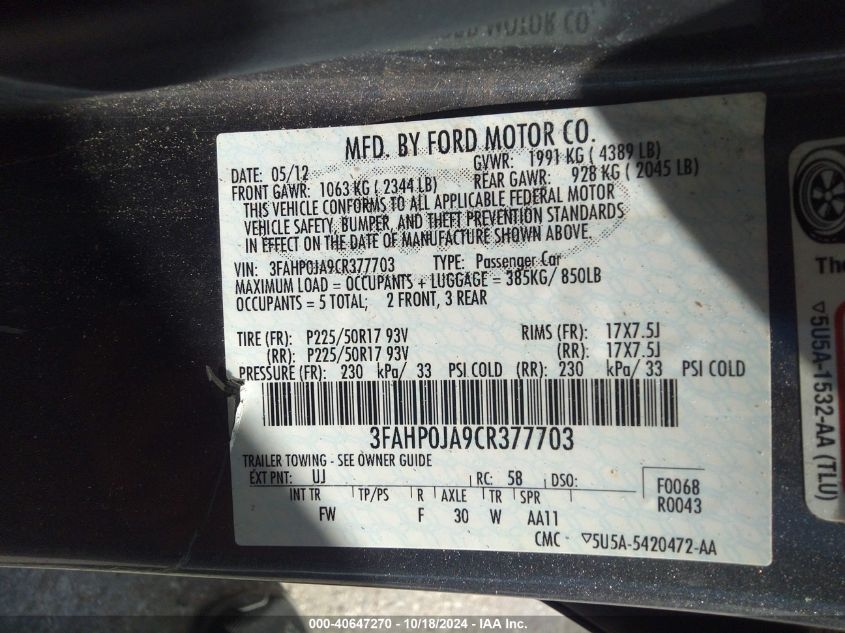 FORD MOTOR CO.
MFD. BY FORD MOTOR CO.
DATE: 05/12 GVWR: 1991 KG ( 4389 LB)
FRONT GAWR: 1063 KG ( 2344 LB) REAR GAWR: 928 KG ( 2045 LB)
THIS VEHICLE CONFORMS TO ALL APPLICABLE FEDERAL MOTOR
VEHICLE SAFETY, BUMPER, AND THEFT PREVENTION STANDARDS
IN EFFECT ON THE DATE OF MANUFACTURE SHOWN ABOVE.
VIN: 3FAHP0JA9CR377703 TYPE: Passenger Car
MAXIMUM LOAD = OCCUPANTS + LUGGAGE = 385KG/ 850LB
OCCUPANTS = 5 TOTAL; 2 FRONT, 3 REAR
TIRE (FR): P225/50R17 93V RIMS (FR): 17X7.5J
(RR): P225/50R17 93V (RR): 17X7.5J
PRESSURE (FR): 230 kPa/ 33 PSI COLD (RR): 230 kPa/ 33 PSI COLD
3FAHP0JA9CR377703
TRAILER TOWING - SEE OWNER GUIDE
EXT PNT: UJ RC: 58 DSO:
INT TR TP/PS R AXLE TR SPR
FW F 30 W AA11
F0068
R0043
CMC - ▽5U5A-5420472-AA
The
▽5U5A-1532-AA (TLU)
000-40647270 - 10/18/2024 - IAA Inc.